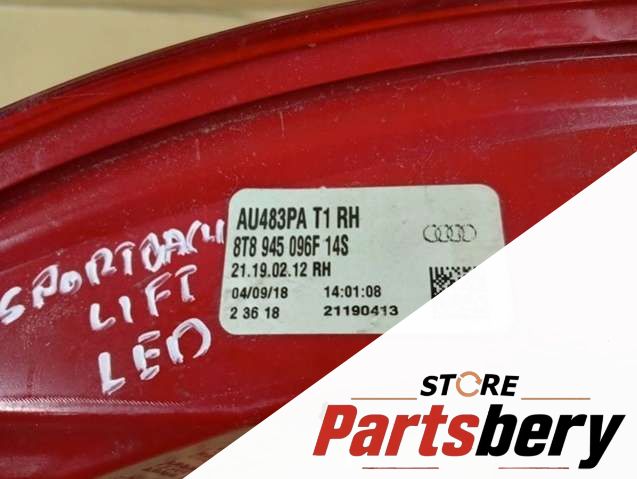 AU483PA T1 RH
8T8 945 096F 14S
21.19.02.12 RH
04/09/18 14:01:08
2 36 18 21190413
SPORTBACK
LIFT
LED
STORE
Partsbery